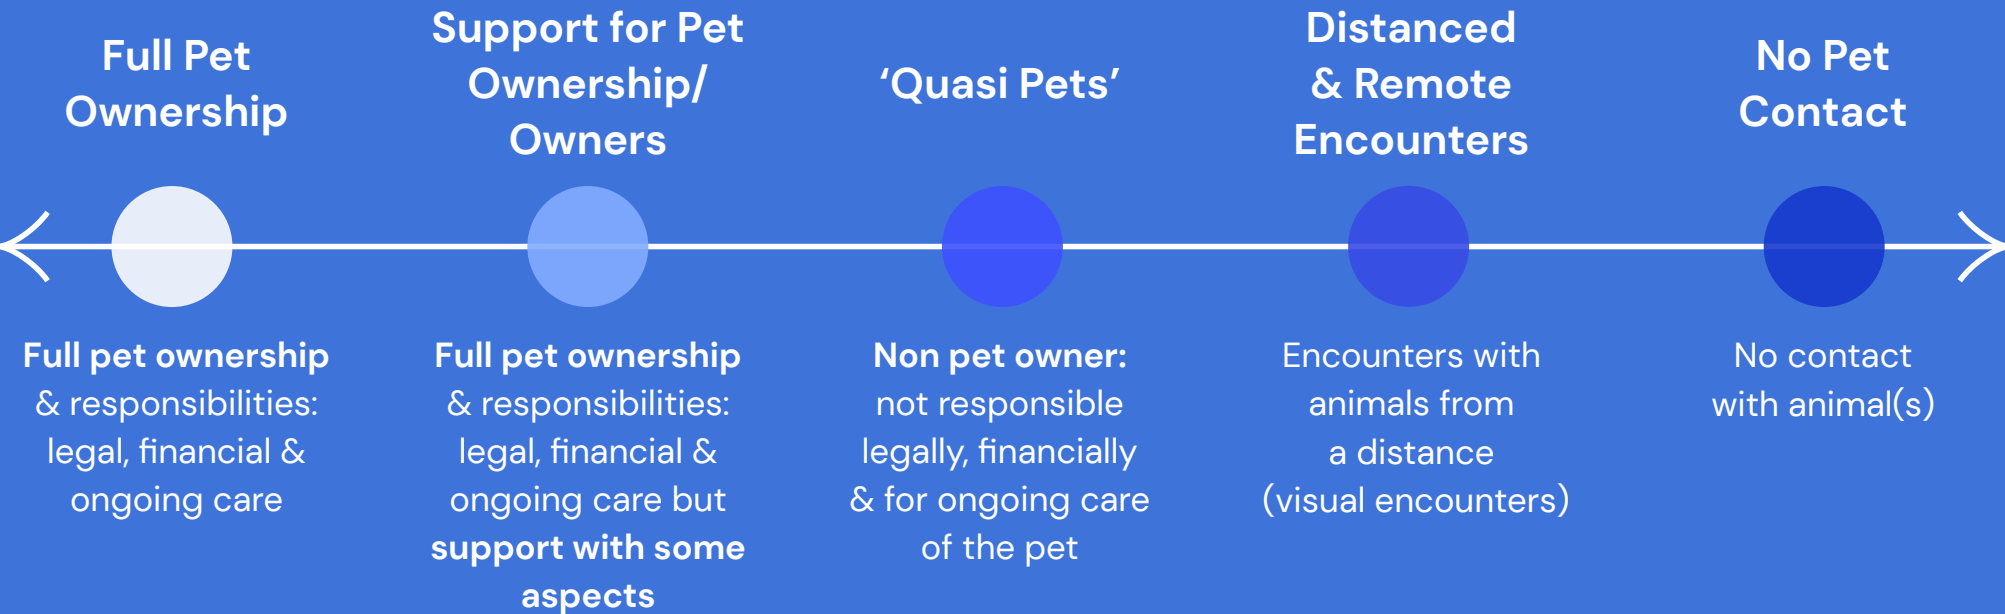 Full Pet
Ownership
Support for Pet
Ownership/
Owners
‘Quasi Pets’
Distanced
& Remote
Encounters
No Pet
Contact
Full pet ownership
& responsibilities:
legal, financial &
ongoing care
Full pet ownership
& responsibilities:
legal, financial &
ongoing care but
support with some
aspects
Non pet owner:
not responsible
legally, financially
& for ongoing care
of the pet
Encounters with
animals from
a distance
(visual encounters)
No contact
with animal(s)